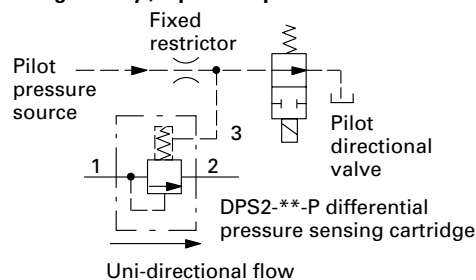 Fixed
restrictor
Pilot
pressure
source
3
Pilot
directional
valve
1
2
DPS2-**-P differential
pressure sensing cartridge
Uni-directional flow